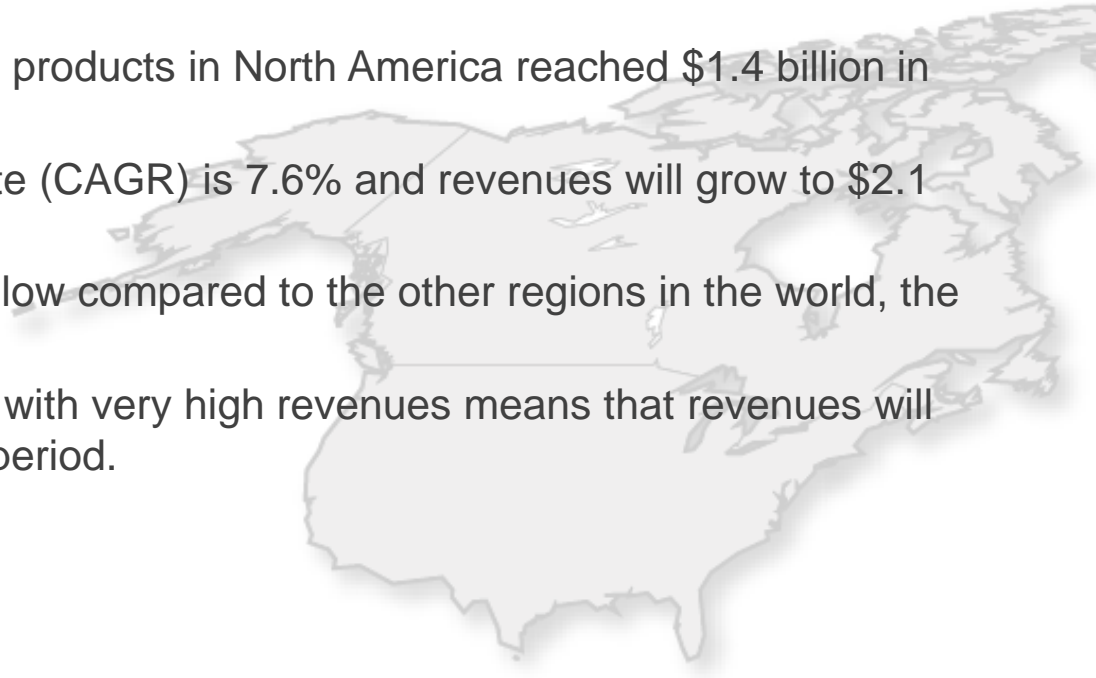 products in North America reached $1.4 billion in
(CAGR) is 7.6% and revenues will grow to $2.1
low compared to the other regions in the world, the
with very high revenues means that revenues will
period.